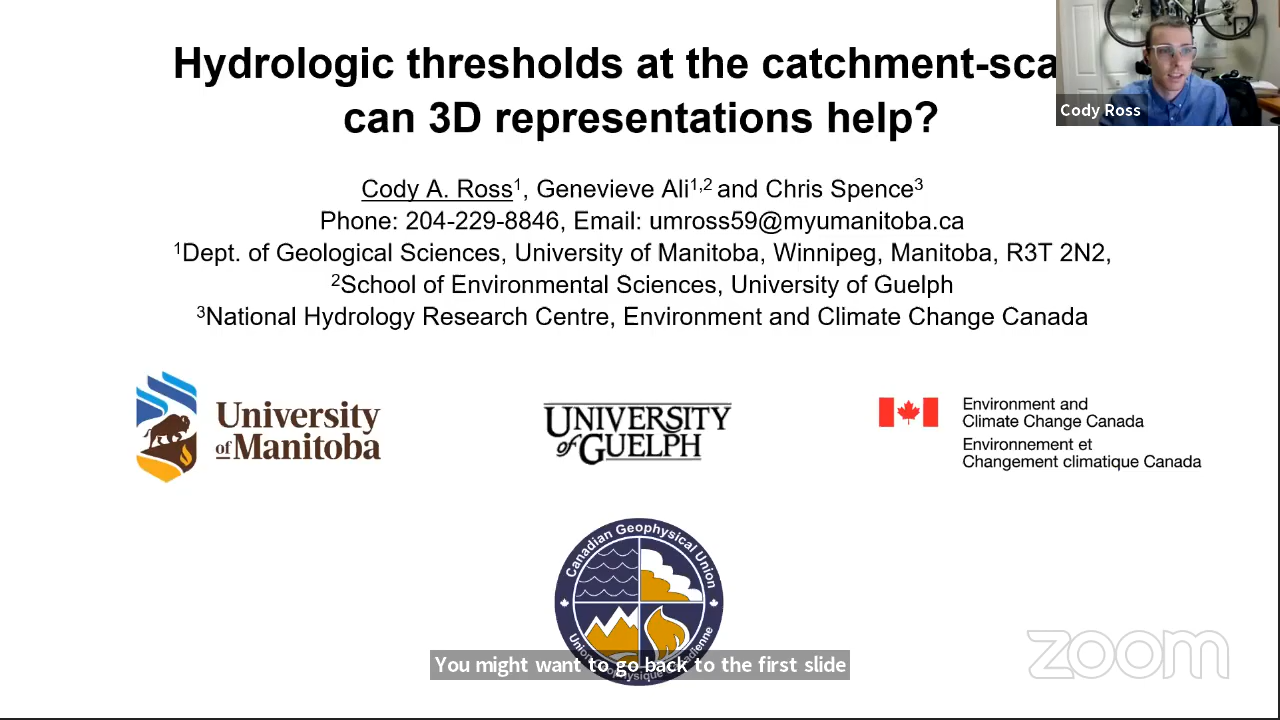 Hydrologic thresholds at the catchment-sca
can 3D representations help?
Cody Ross
Cody A. Ross1, Genevieve Ali1,2 and Chris Spence3
Phone: 204-229-8846, Email: umross59@myumanitoba.ca
1Dept. of Geological Sciences, University of Manitoba, Winnipeg, Manitoba, R3T 2N2,
2School of Environmental Sciences, University of Guelph
3National Hydrology Research Centre, Environment and Climate Change Canada
University
of Manitoba
UNIVERSITY
of GUELPH
Environment and
Climate Change Canada
Environnement et
Changement climatique Canada
Canadian Geophysical Union
You might want to go back to the first slide
zoom